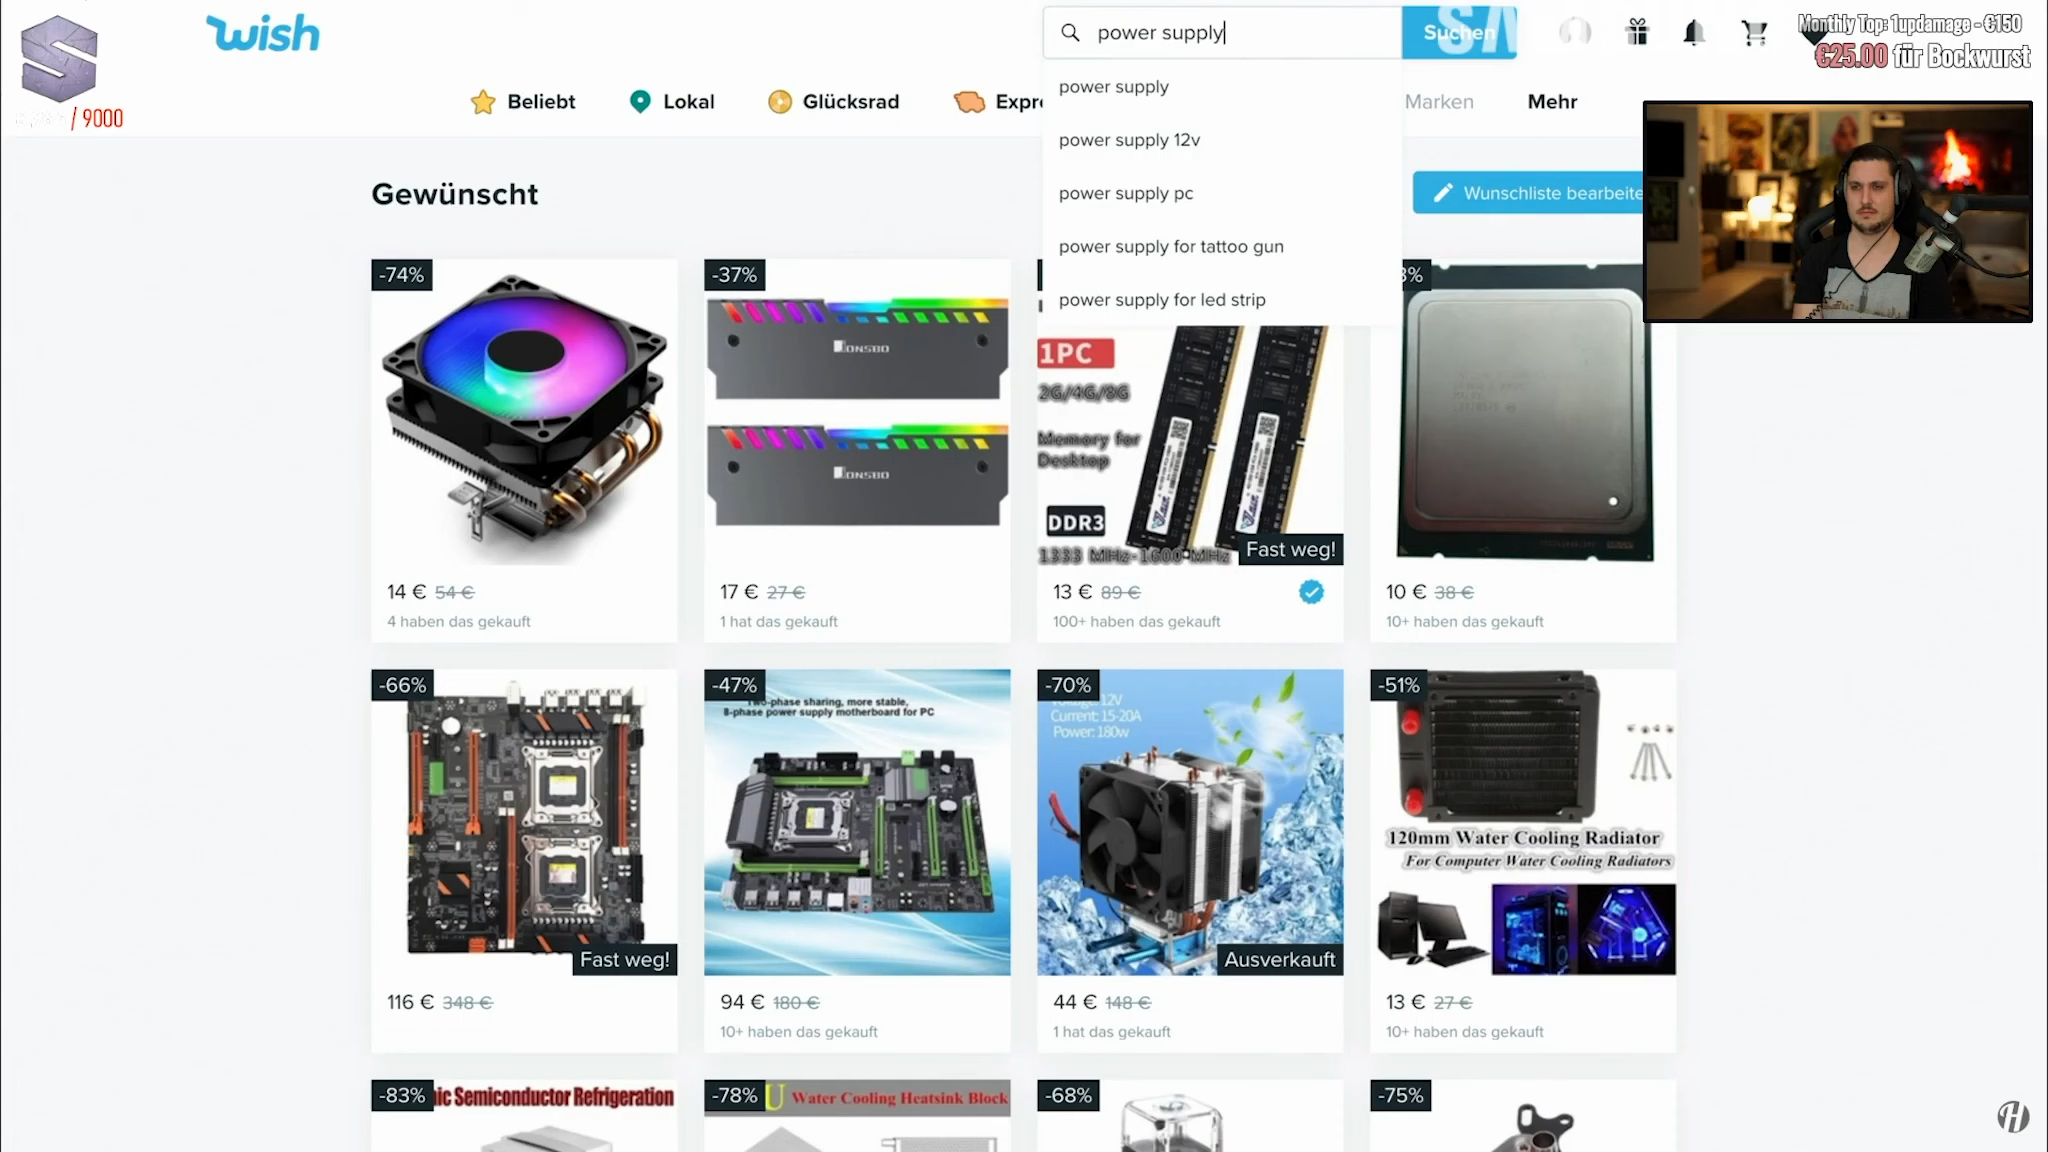 wish
power supply
Suchen
Monthly Top: 1updamage - €150
€25.00 für Bockwurst
/ 9000
Beliebt
Lokal
Glücksrad
Expre
Marken
Mehr
power supply
power supply 12v
power supply pc
power supply for tattoo gun
power supply for led strip
Gewünscht
Wunschliste bearbeite
-74%
-37%
JONSBO
JONSBO
1PC
2G/4G/8G
Memory for
Desktop
DDR3
1333 MHz-1600 MHz
Fast weg!
14 € 54 €
4 haben das gekauft
17 € 27 €
1 hat das gekauft
13 € 89 €
100+ haben das gekauft
10 € 38 €
10+ haben das gekauft
-66%
Fast weg!
-47%
Two-phase sharing, more stable,
8-phase power supply motherboard for PC
-70%
Voltage: 12V
Current: 15-20A
Power: 180w
Ausverkauft
-51%
120mm Water Cooling Radiator
For Computer Water Cooling Radiators
116 € 348 €
94 € 180 €
10+ haben das gekauft
44 € 148 €
1 hat das gekauft
13 € 27 €
10+ haben das gekauft
-83%
ic Semiconductor Refrigeration
-78%
U Water Cooling Heatsink Block
-68%
-75%